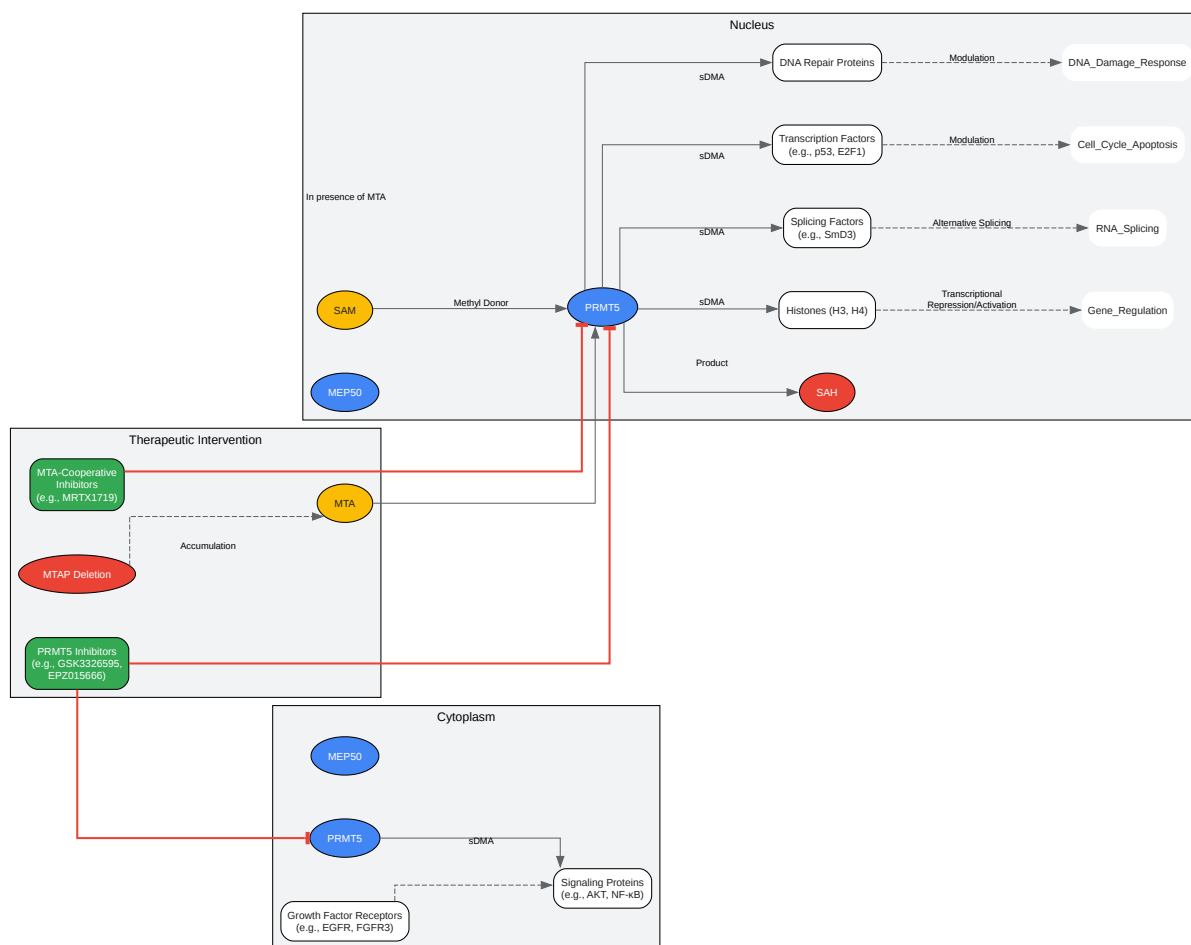 Nucleus
DNA Repair Proteins
Modulation
DNA_Damage_Response
sDMA
Transcription Factors
(e.g., p53, E2F1)
Modulation
Cell_Cycle_Apoptosis
sDMA
In presence of MTA
Splicing Factors
(e.g., SmD3)
Alternative Splicing
RNA_Splicing
sDMA
SAM
Methyl Donor
PRMT5
sDMA
Histones (H3, H4)
Transcriptional
Repression/Activation
Gene_Regulation
Product
MEP50
SAH
Therapeutic Intervention
MTA-Cooperative
Inhibitors
(e.g., MRTX1719)
MTA
Accumulation
MTAP Deletion
PRMT5 Inhibitors
(e.g., GSK3326595,
EPZ015666)
Cytoplasm
MEP50
PRMT5
sDMA
Signaling Proteins
(e.g., AKT, NF-κB)
Growth Factor Receptors
(e.g., EGFR, FGFR3)